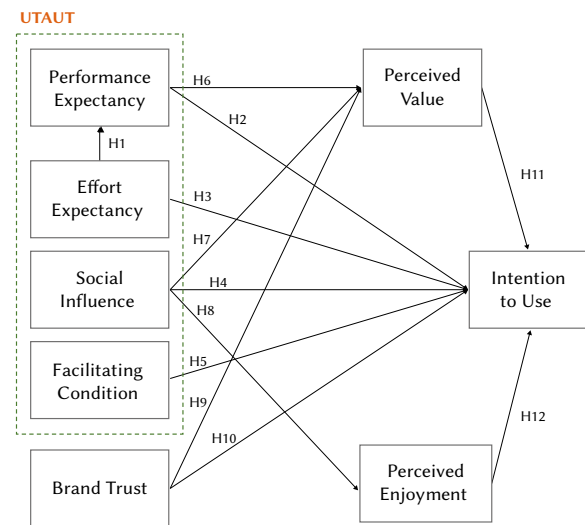 UTAUT
Performance
Expectancy
H6
Perceived
Value
H2
H1
Effort
Expectancy
H3
H11
H7
Social
Influence
H4
Intention
to Use
H8
Facilitating
Condition
H5
H9
H12
H10
Brand Trust
Perceived
Enjoyment